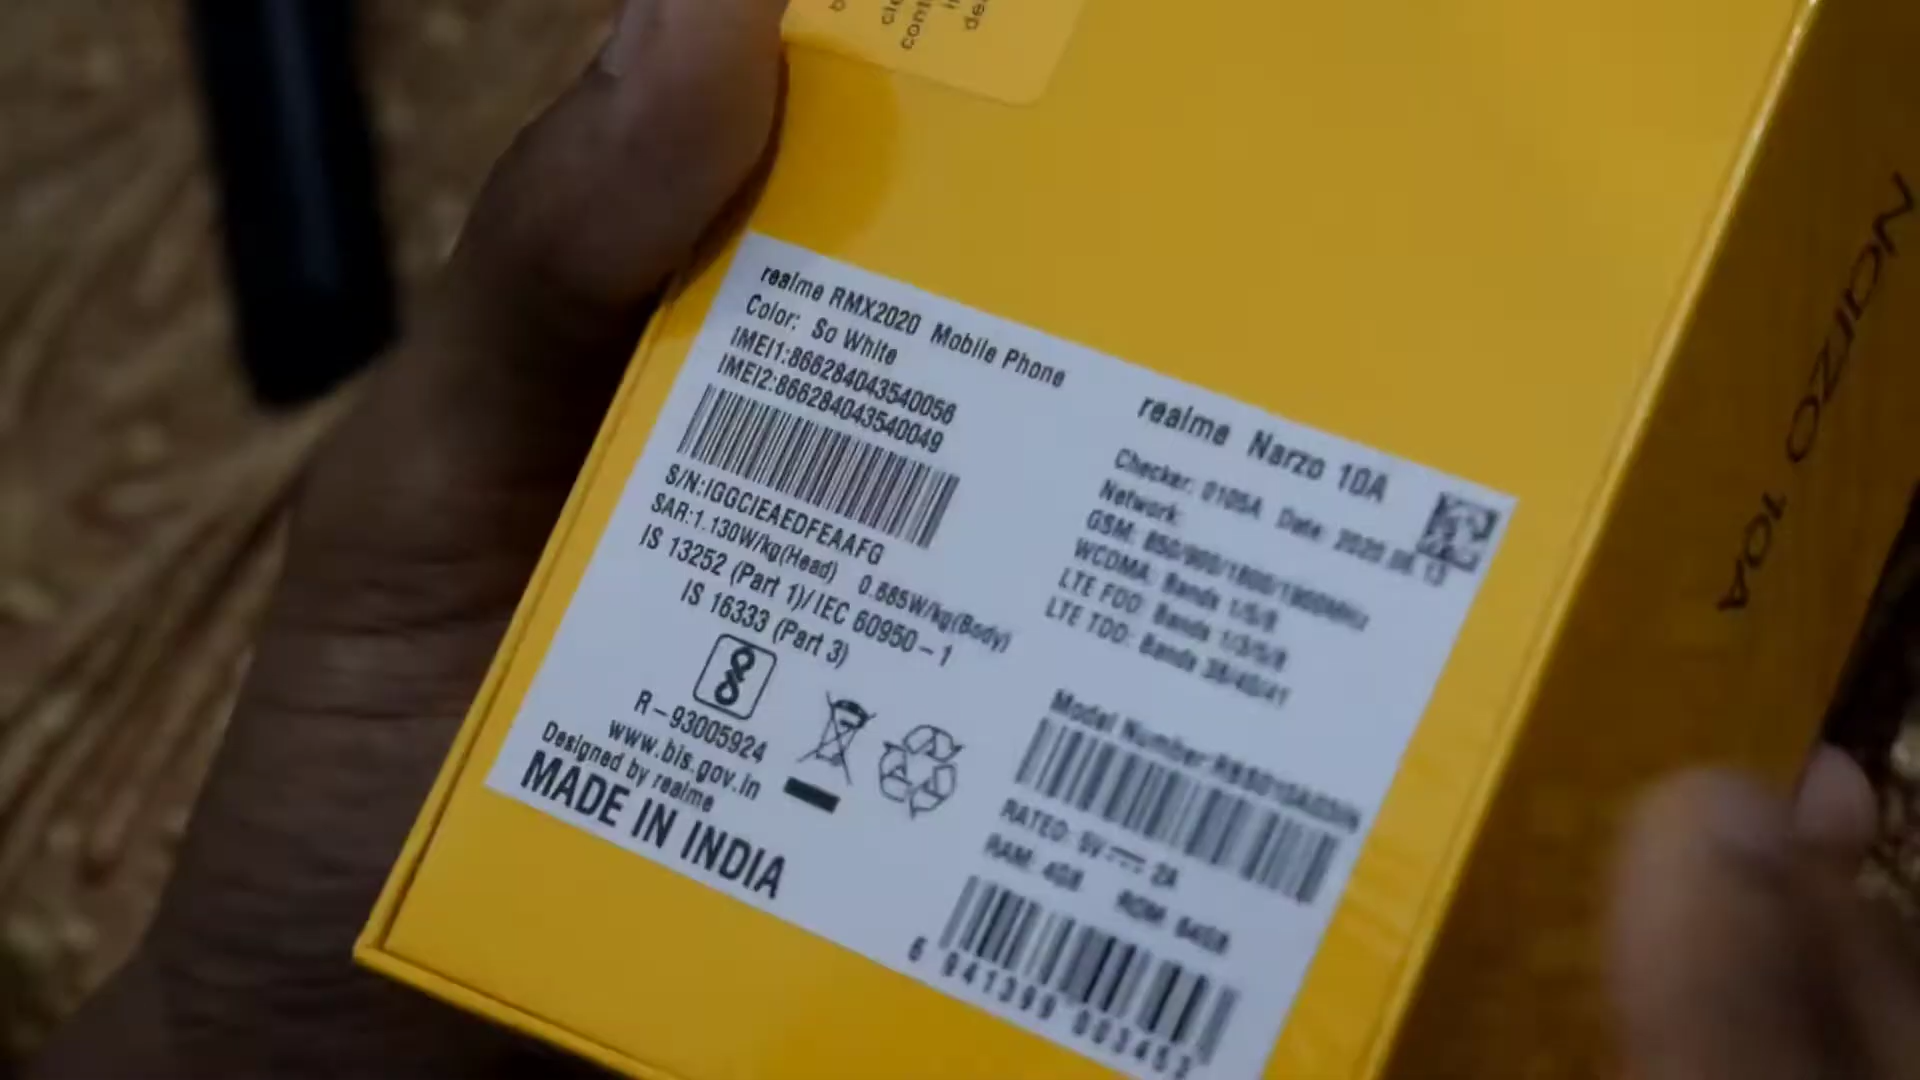 realme RMX2020 Mobile Phone
Color: So White
IMEI1:866284043540056
IMEI2:866284043540049
S/N:IGGCIEAEDFEAAFG
SAR:1.130W/kg(Head) 0.885W/kg(Body)
IS 13252 (Part 1)/ IEC 60950-1
IS 16333 (Part 3)
R-93005924
www.bis.gov.in
Designed by realme
MADE IN INDIA
realme Narzo 10A
Checker: 0105A Date: 2020.06.13
Network:
GSM: 850/900/1800/1900MHz
WCDMA: Bands 1/5/8
LTE FDD: Bands 1/3/5/8
LTE TDD: Bands 38/40/41
Model Number:
RATED: 5V 2A
RAM: 4GB ROM: 64GB
6 941399 003453
Narzo 10A